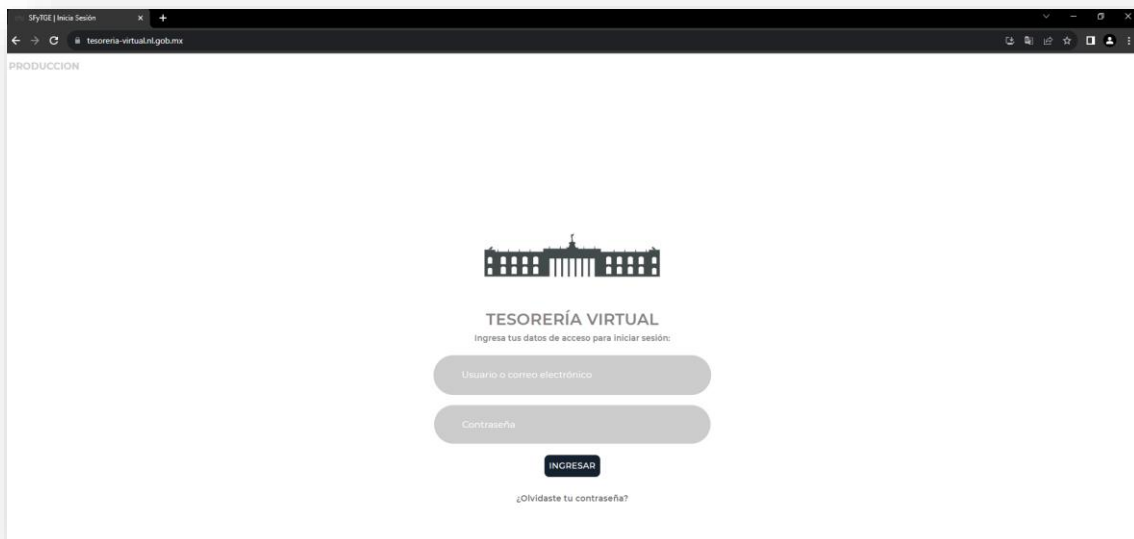 SFyTGE | Inicia Sesión
tesoreria-virtual.nl.gob.mx
PRODUCCION
TESORERÍA VIRTUAL
Ingresa tus datos de acceso para iniciar sesión:
Usuario o correo electrónico
Contraseña
INGRESAR
¿Olvidaste tu contraseña?